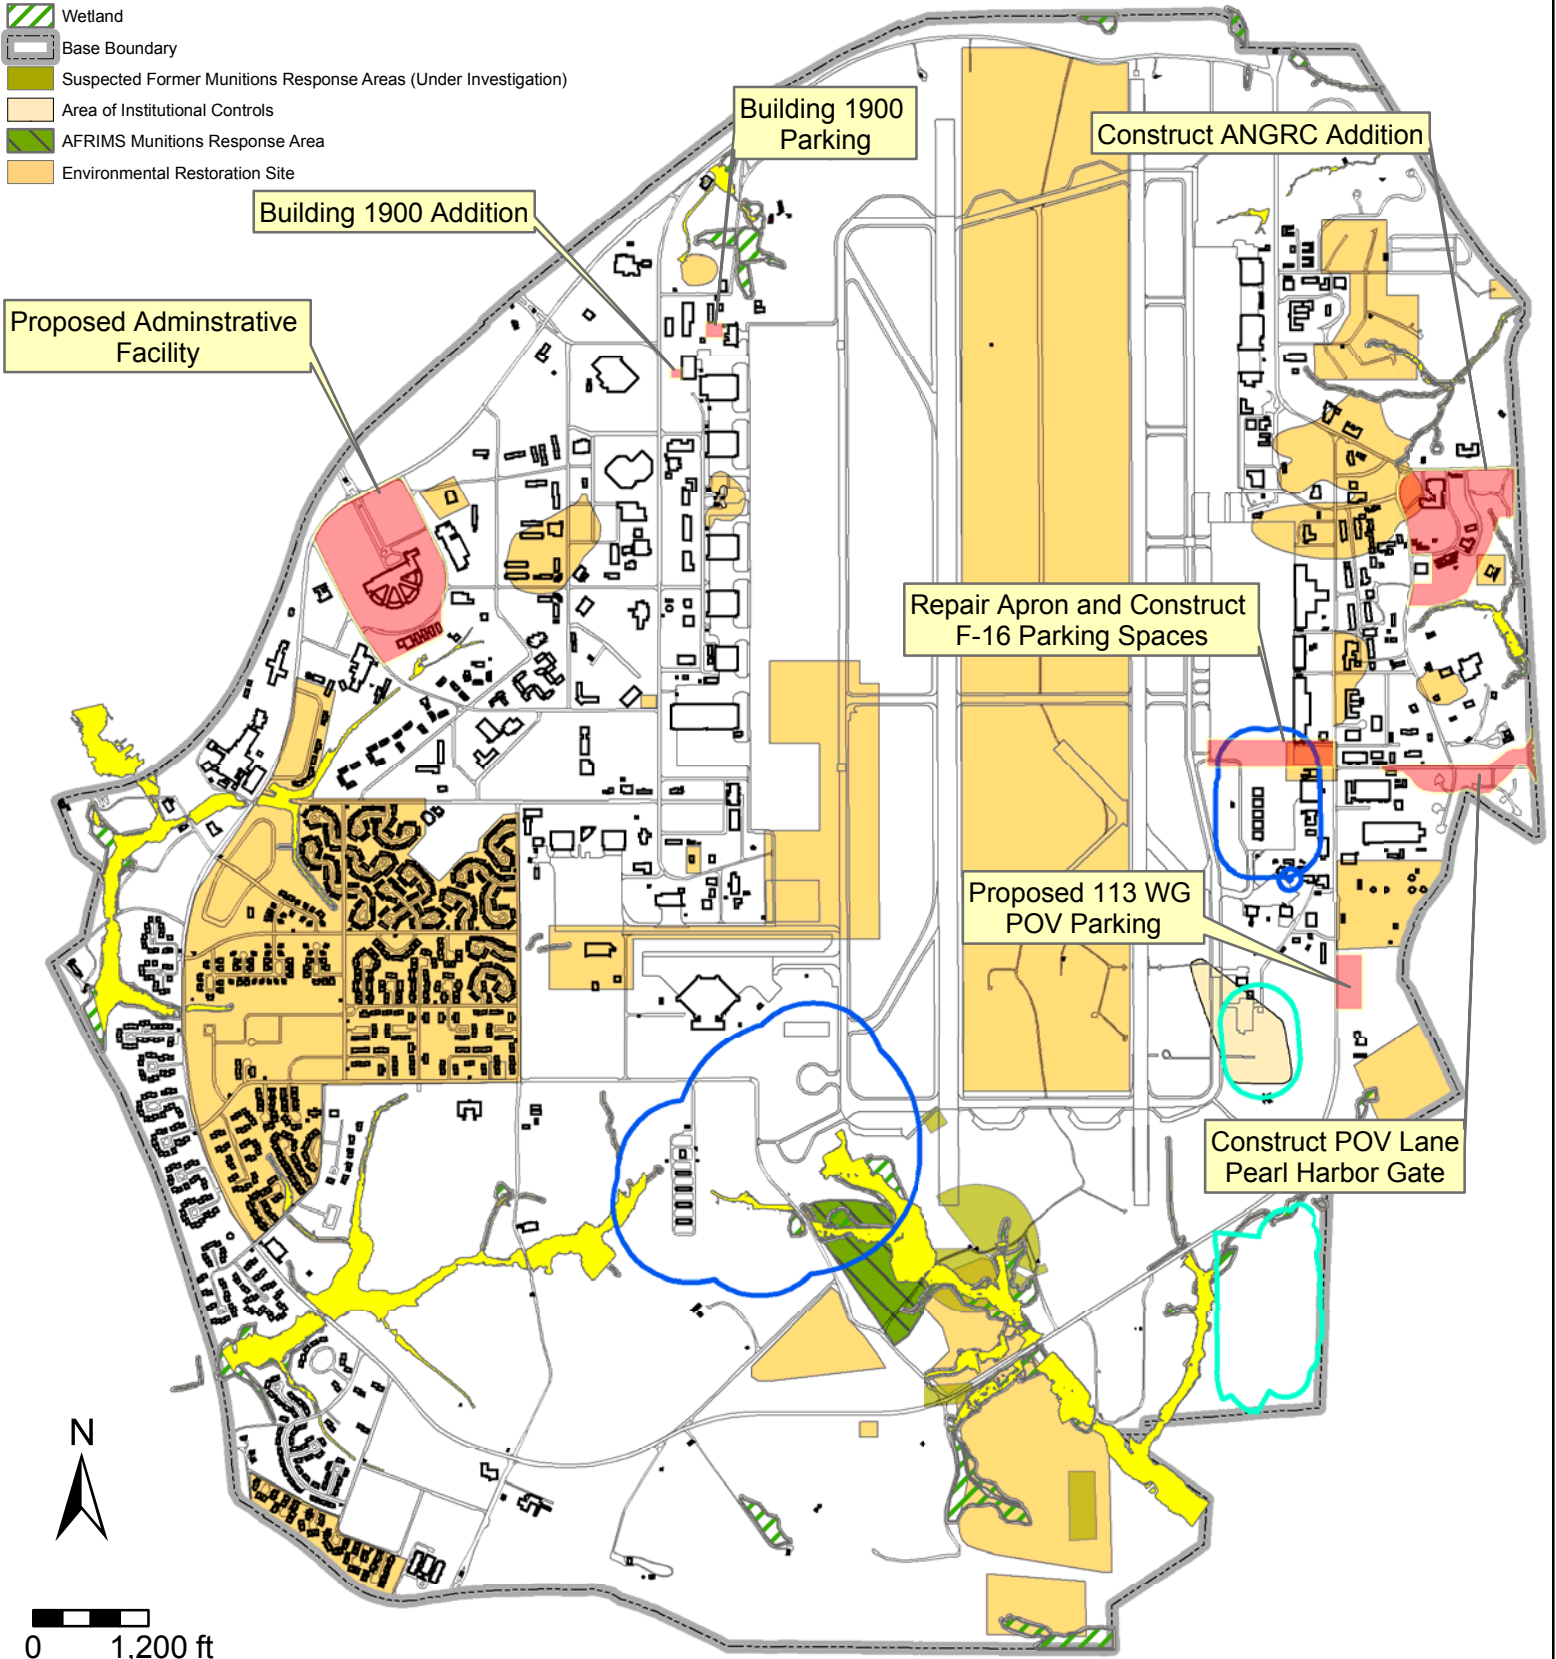 Wetland
Base Boundary
Suspected Former Munitions Response Areas (Under Investigation)
Area of Institutional Controls
AFRIMS Munitions Response Area
Environmental Restoration Site
Building 1900
Parking
Construct ANGRC Addition
Building 1900 Addition
Proposed Adminstrative
Facility
Repair Apron and Construct
F-16 Parking Spaces
Proposed 113 WG
POV Parking
Construct POV Lane
Pearl Harbor Gate
N
0 1,200 ft